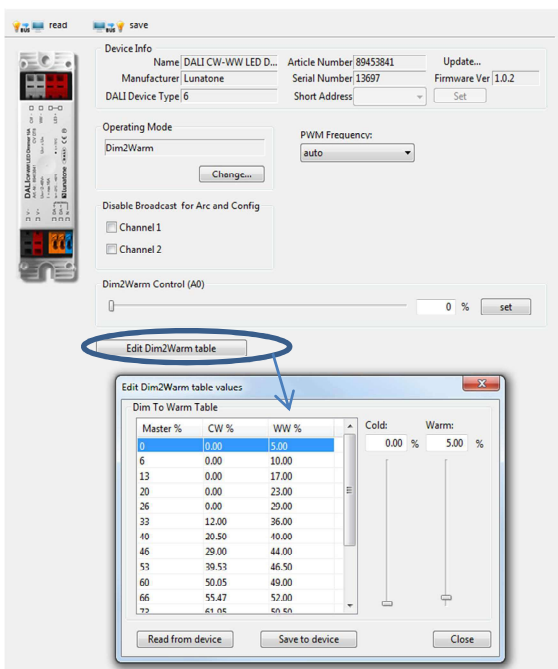 read save
Device Info
Name DALI CW-WW LED D... Article Number 89453841 Update...
Manufacturer Lunatone Serial Number 13697 Firmware Ver 1.0.2
DALI Device Type 6 Short Address Set
Operating Mode
Dim2Warm
Change...
PWM Frequency:
auto
Disable Broadcast for Arc and Config
Channel 1
Channel 2
Dim2Warm Control (A0)
0 % set
Edit Dim2Warm table
Edit Dim2Warm table values
Dim To Warm Table
Master % CW % WW %
0 0.00 5.00
6 0.00 10.00
13 0.00 17.00
20 0.00 23.00
26 0.00 29.00
33 12.00 36.00
40 20.50 40.00
46 29.00 44.00
53 39.53 46.50
60 50.05 49.00
66 55.47 52.00
73 61.95 50.50
Cold: Warm:
0.00 % 5.00 %
Read from device Save to device Close
Lunatone